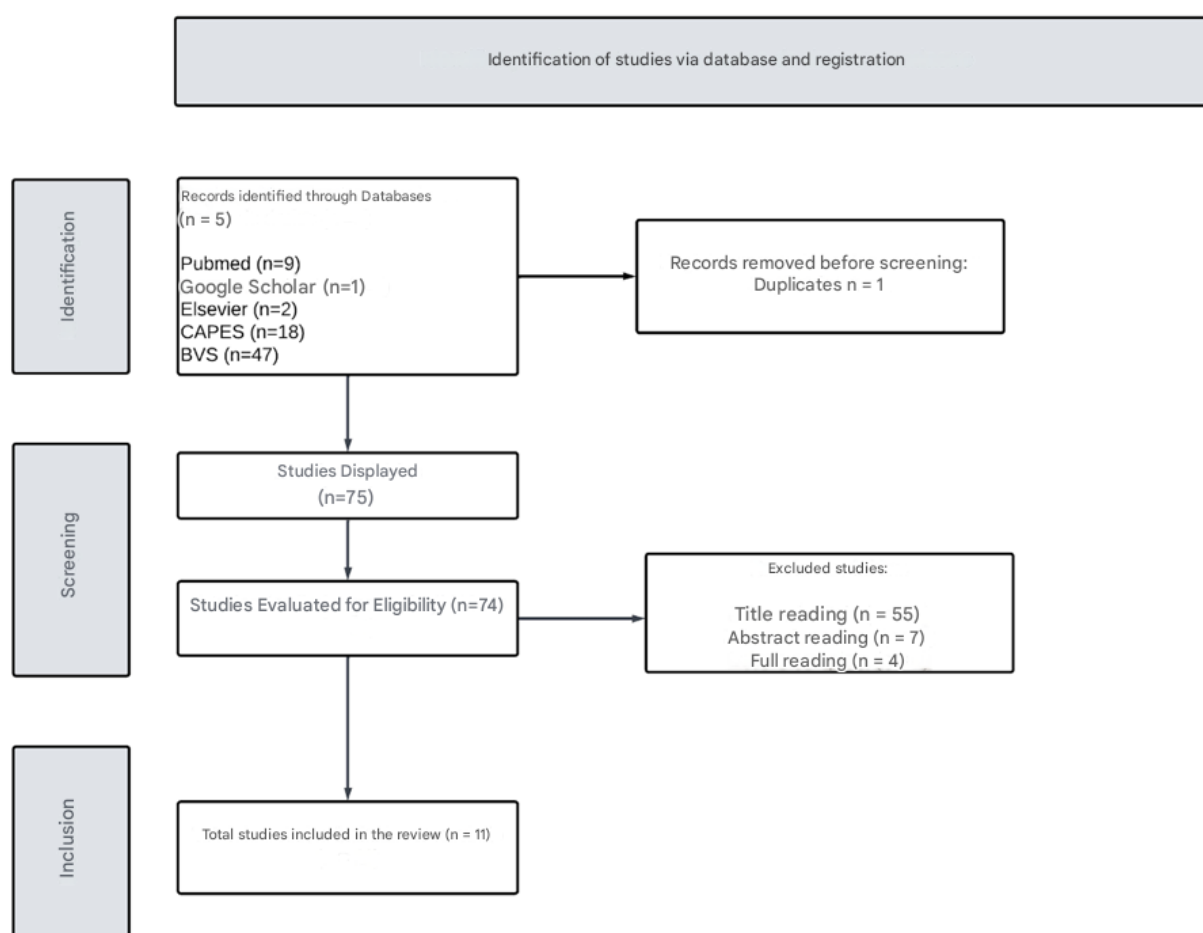 Identification of studies via database and registration
Identification
Records identified through Databases
(n = 5)
Pubmed (n=9)
Google Scholar (n=1)
Elsevier (n=2)
CAPES (n=18)
BVS (n=47)
Records removed before screening:
Duplicates n = 1
Screening
Studies Displayed
(n=75)
Studies Evaluated for Eligibility (n=74)
Excluded studies:
Title reading (n = 55)
Abstract reading (n = 7)
Full reading (n = 4)
Inclusion
Total studies included in the review (n = 11)